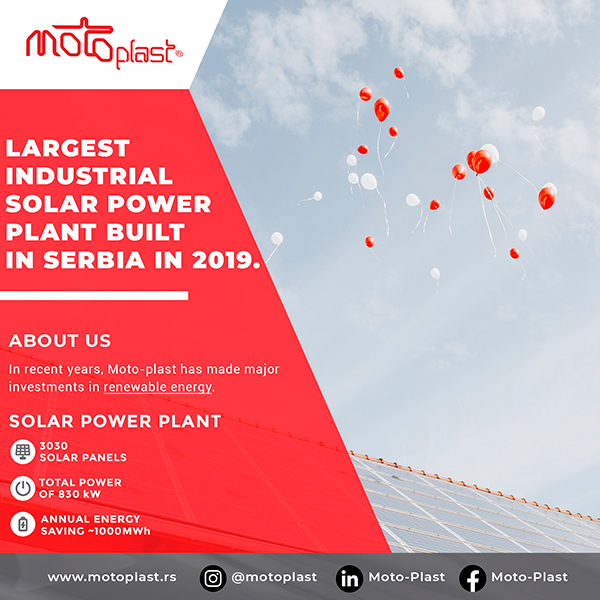 motoplast®
LARGEST
INDUSTRIAL
SOLAR POWER
PLANT BUILT
IN SERBIA IN 2019.
ABOUT US
In recent years, Moto-plast has made major
investments in renewable energy.
SOLAR POWER PLANT
3030
SOLAR PANELS
TOTAL POWER
OF 830 kW
ANNUAL ENERGY
SAVING ~1000MWh
www.motoplast.rs @motoplast Moto-Plast Moto-Plast